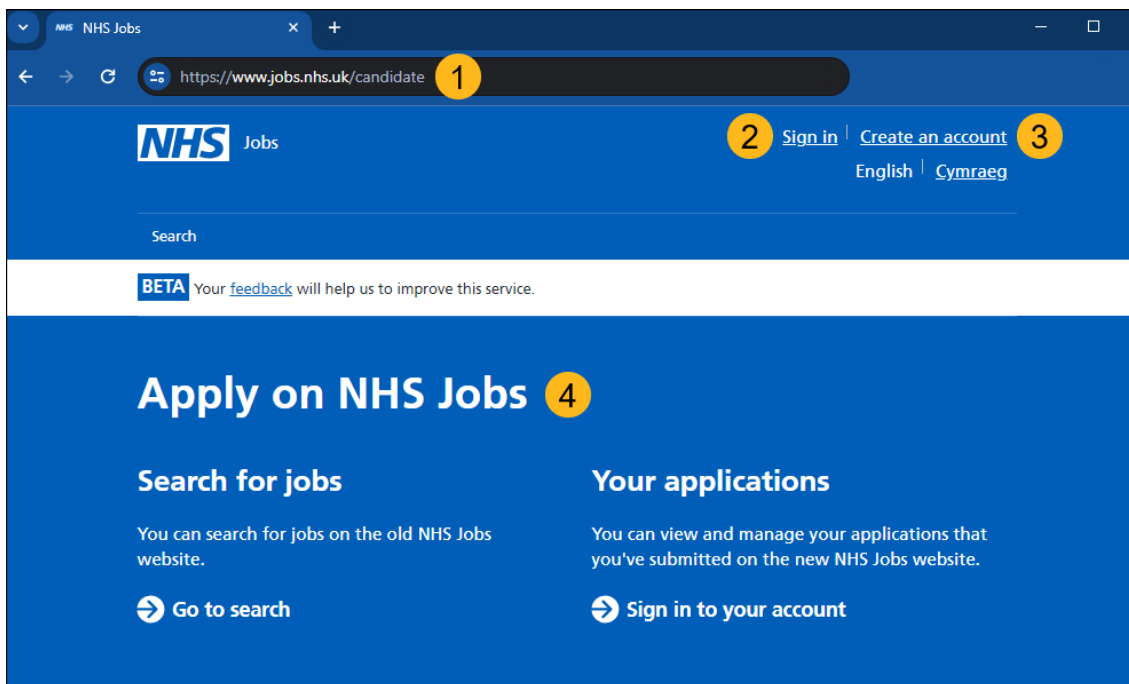 NHS NHS Jobs
https://www.jobs.nhs.uk/candidate 1
NHS Jobs
2 Sign in Create an account 3
English Cymraeg
Search
BETA Your feedback will help us to improve this service.
Apply on NHS Jobs 4
Search for jobs
You can search for jobs on the old NHS Jobs
website.
Go to search
Your applications
You can view and manage your applications that
you've submitted on the new NHS Jobs website.
Sign in to your account